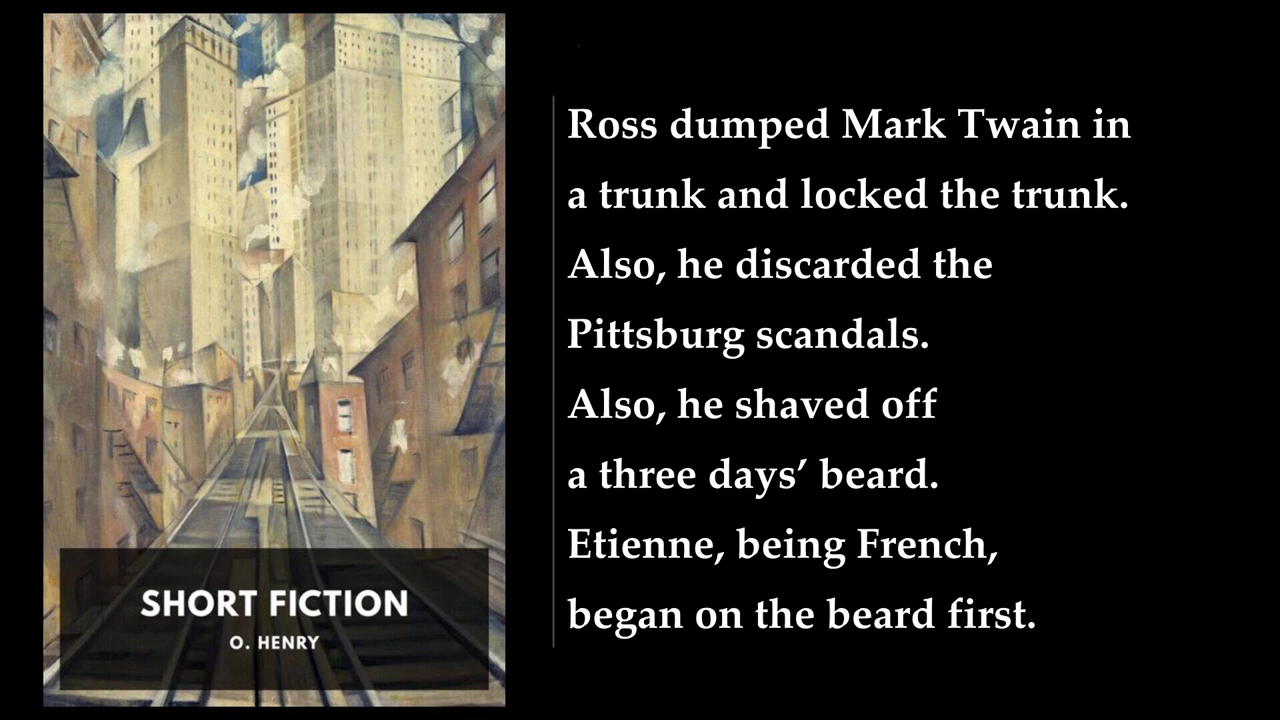 SHORT FICTION
O. HENRY
Ross dumped Mark Twain in
a trunk and locked the trunk.
Also, he discarded the
Pittsburg scandals.
Also, he shaved off
a three days’ beard.
Etienne, being French,
began on the beard first.